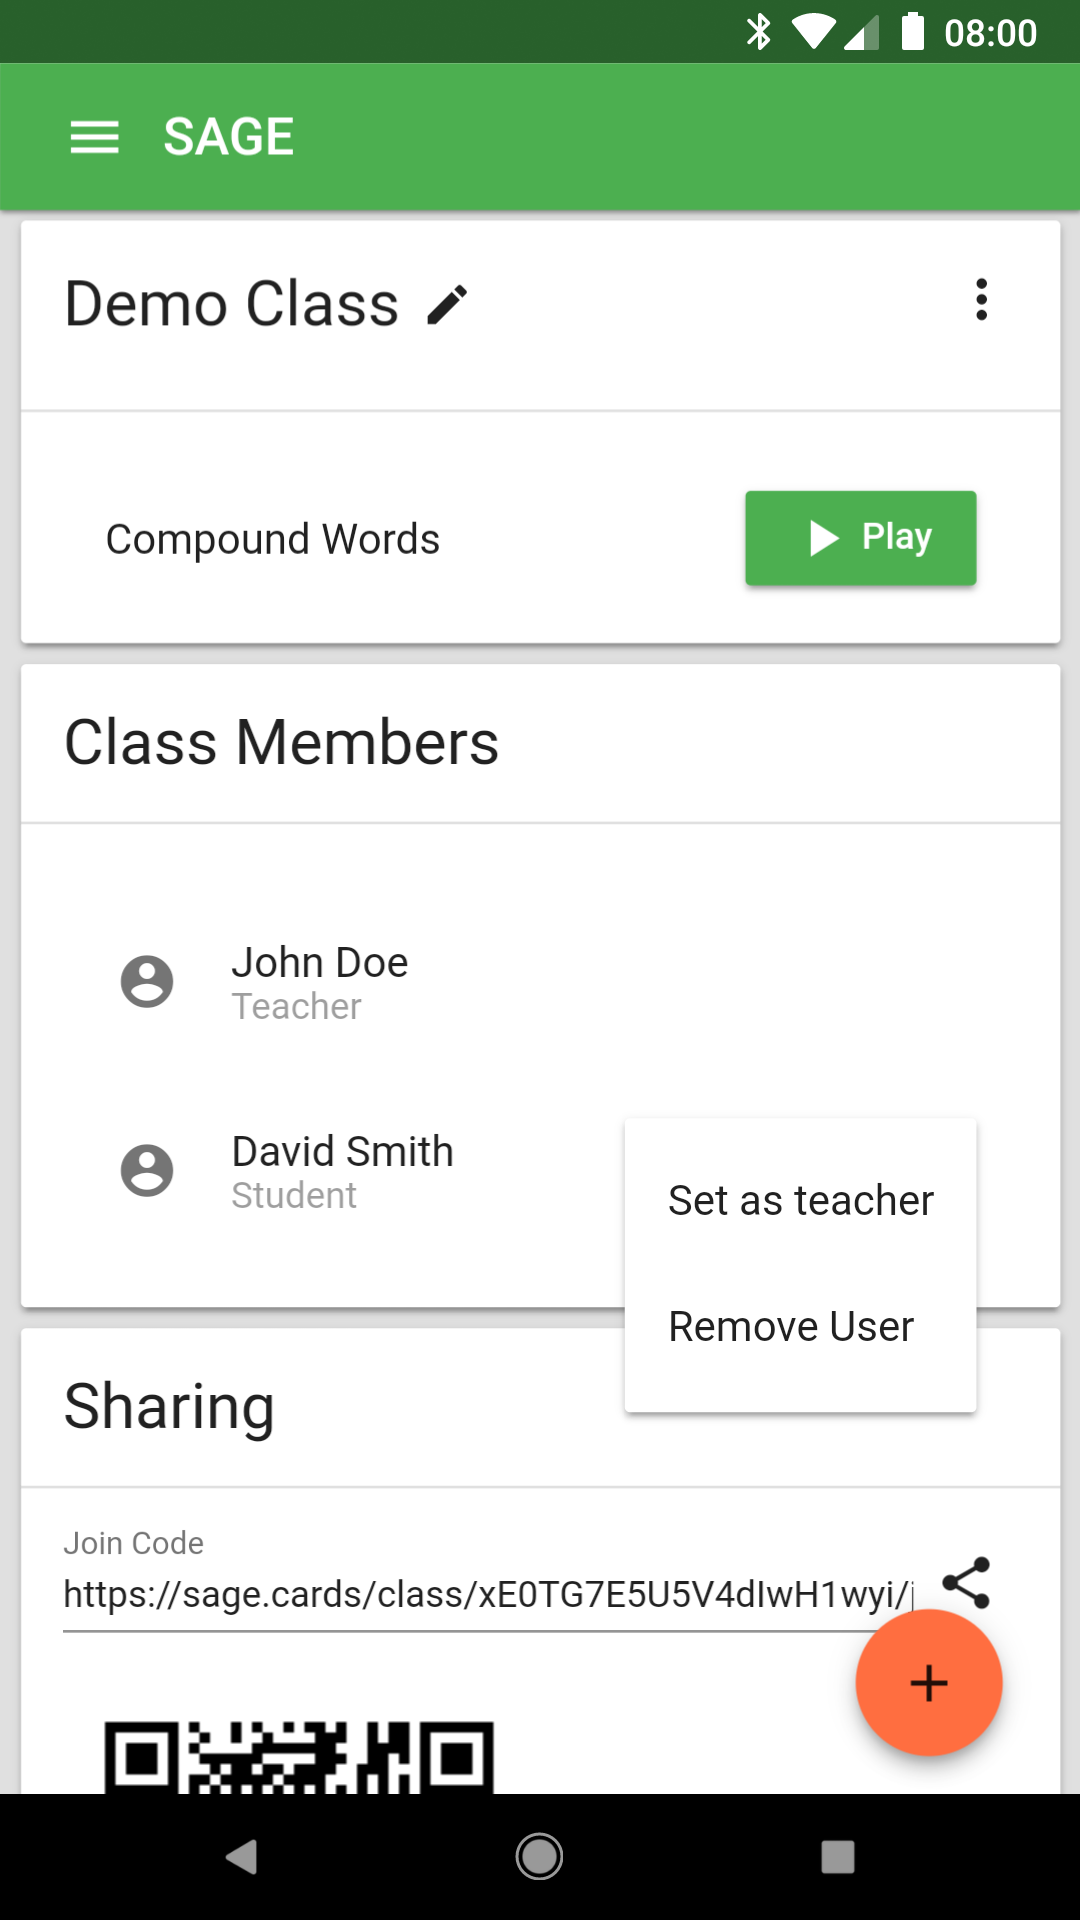 08:00
SAGE
Demo Class
Compound Words
Play
Class Members
John Doe
Teacher
David Smith
Student
Set as teacher
Remove User
Sharing
Join Code
https://sage.cards/class/xE0TG7E5U5V4dIwH1wyi/